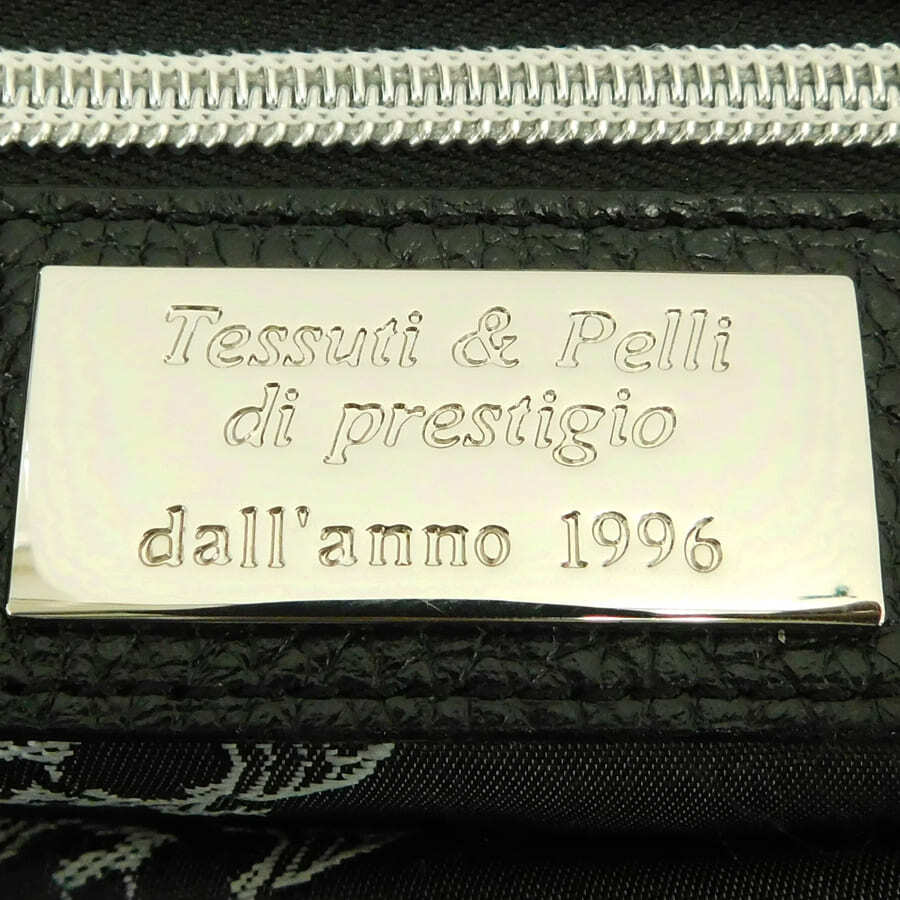 Tessuti & Pelli
di prestigio
dall'anno 1996